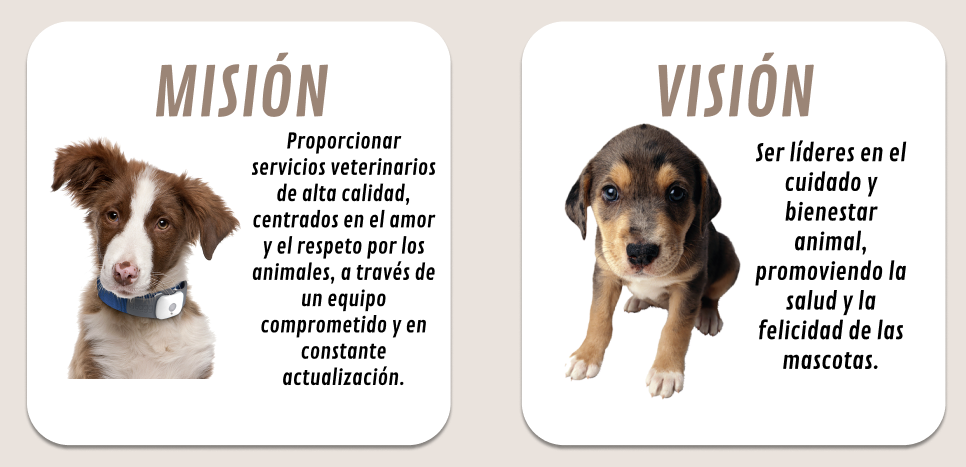 MISIÓN
Proporcionar
servicios veterinarios
de alta calidad,
centrados en el amor
y el respeto por los
animales, a través de
un equipo
comprometido y en
constante
actualización.
VISIÓN
Ser líderes en el
cuidado y
bienestar
animal,
promoviendo la
salud y la
felicidad de las
mascotas.